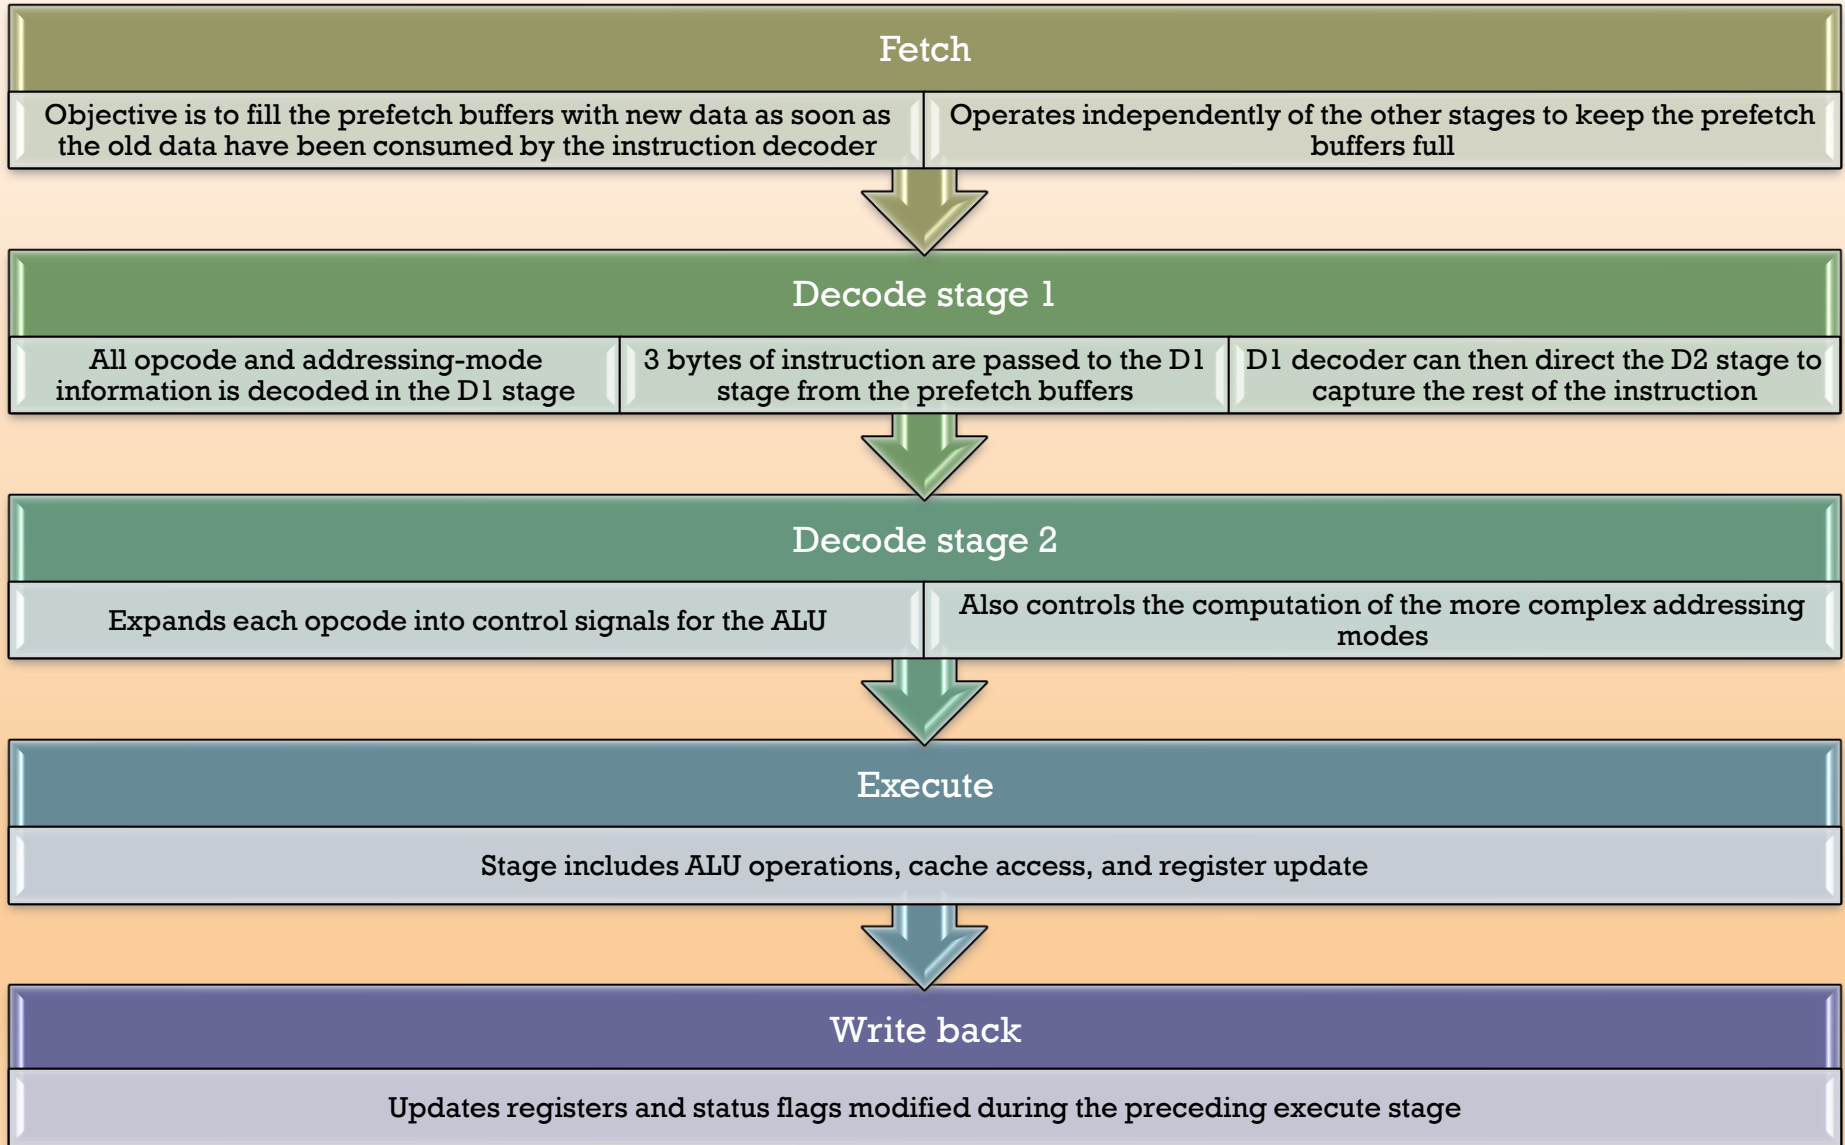 Fetch
Objective is to fill the prefetch buffers with new data as soon as
the old data have been consumed by the instruction decoder
Operates independently of the other stages to keep the prefetch
buffers full
Decode stage 1
All opcode and addressing-mode
information is decoded in the D1 stage
3 bytes of instruction are passed to the D1
stage from the prefetch buffers
D1 decoder can then direct the D2 stage to
capture the rest of the instruction
Decode stage 2
Expands each opcode into control signals for the ALU
Also controls the computation of the more complex addressing
modes
Execute
Stage includes ALU operations, cache access, and register update
Write back
Updates registers and status flags modified during the preceding execute stage